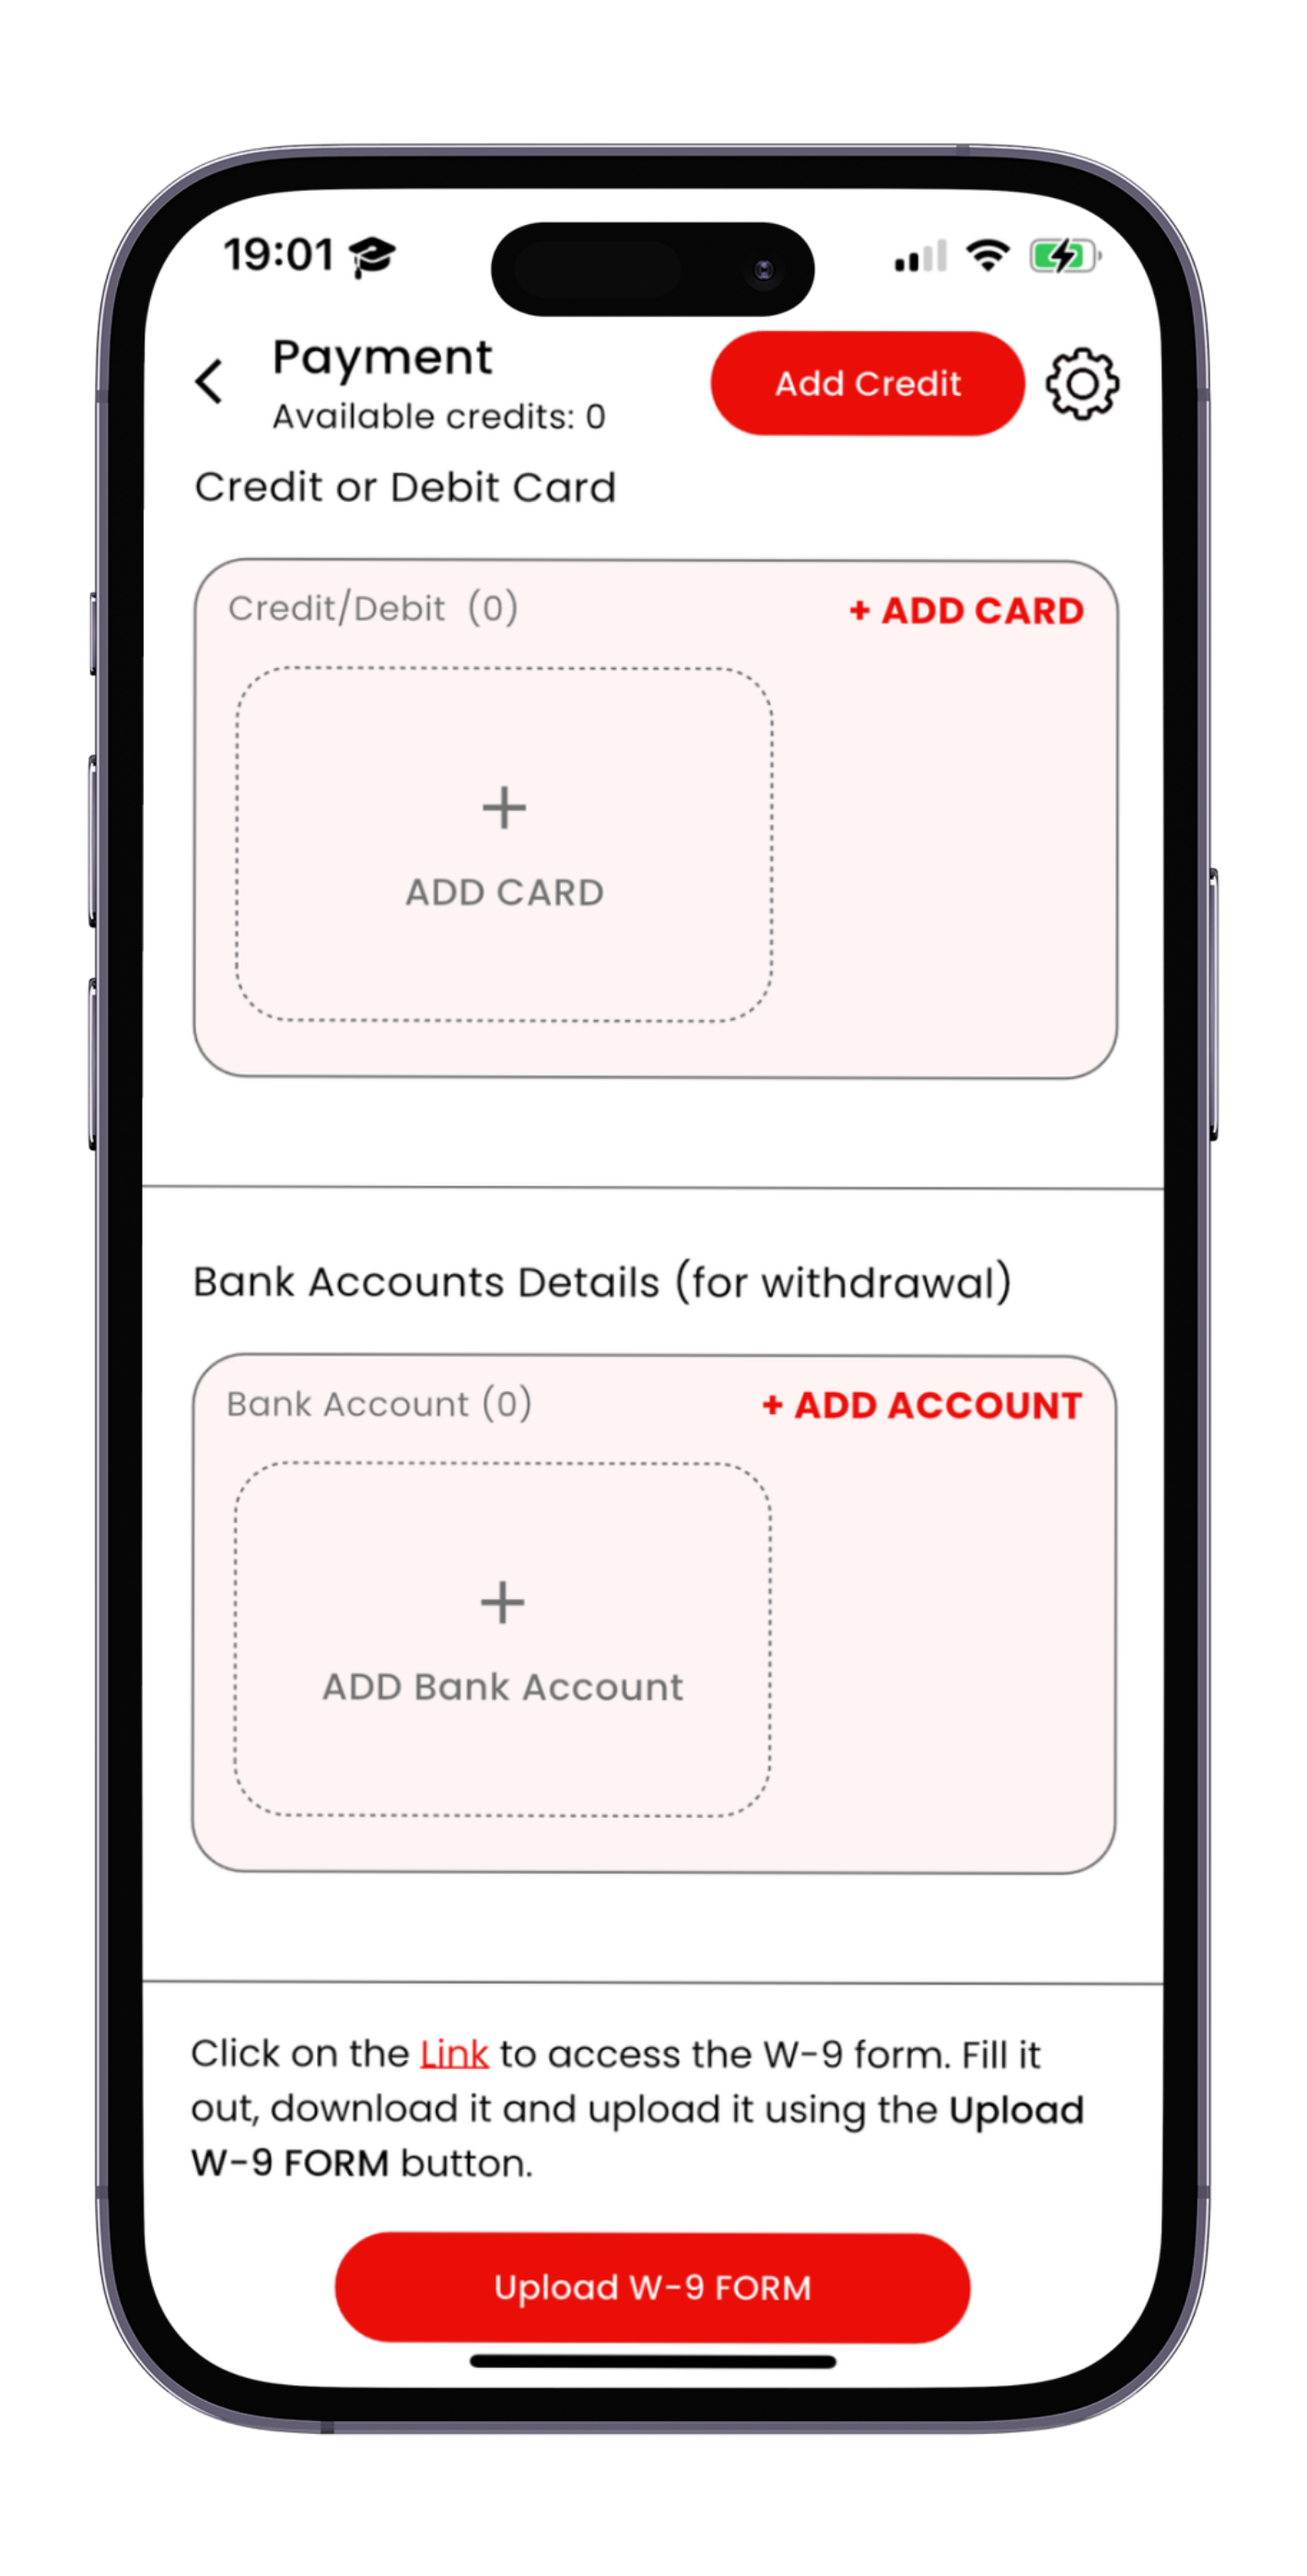 19:01
Payment
Available credits: 0
Add Credit
Credit or Debit Card
Credit/Debit (0)
+ ADD CARD
+
ADD CARD
Bank Accounts Details (for withdrawal)
Bank Account (0)
+ ADD ACCOUNT
+
ADD Bank Account
Click on the Link to access the W-9 form. Fill it
out, download it and upload it using the Upload
W-9 FORM button.
Upload W-9 FORM